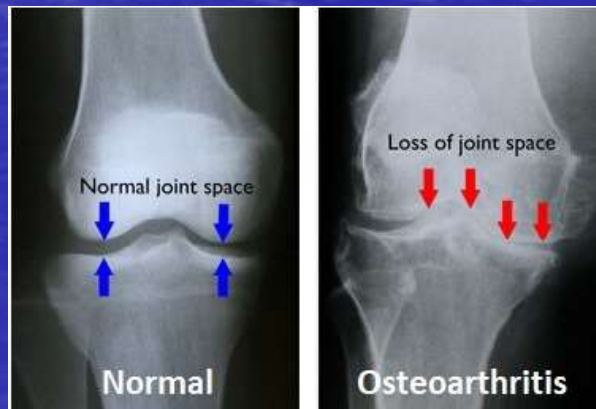 Normal joint space
Normal
Loss of joint space
Osteoarthritis